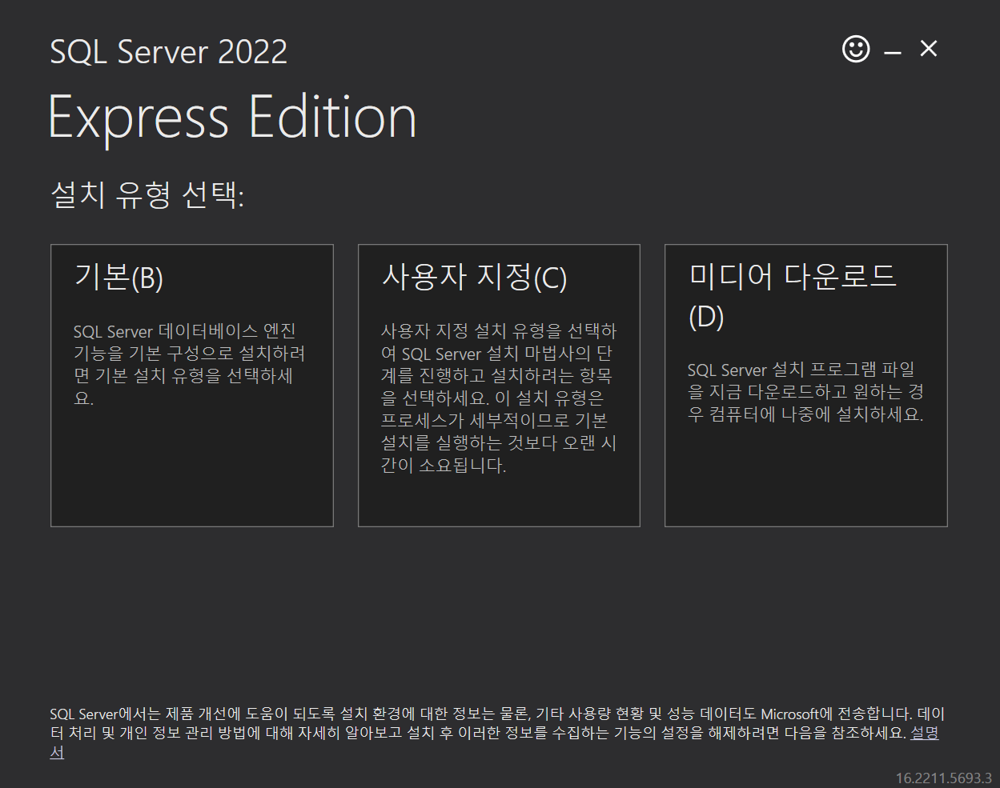 SQL Server 2022
Express Edition
설치 유형 선택:
기본(B)
SQL Server 데이터베이스 엔진
기능을 기본 구성으로 설치하려
면 기본 설치 유형을 선택하세
요.
사용자 지정(C)
사용자 지정 설치 유형을 선택하
여 SQL Server 설치 마법사의 단
계를 진행하고 설치하려는 항목
을 선택하세요. 이 설치 유형은
프로세스가 세부적이므로 기본
설치를 실행하는 것보다 오랜 시
간이 소요됩니다.
미디어 다운로드
(D)
SQL Server 설치 프로그램 파일
을 지금 다운로드하고 원하는 경
우 컴퓨터에 나중에 설치하세요.
SQL Server에서는 제품 개선에 도움이 되도록 설치 환경에 대한 정보는 물론, 기타 사용량 현황 및 성능 데이터도 Microsoft에 전송합니다. 데이
터 처리 및 개인 정보 관리 방법에 대해 자세히 알아보고 설치 후 이러한 정보를 수집하는 기능의 설정을 해제하려면 다음을 참조하세요. 설명
서
16.2211.5693.3